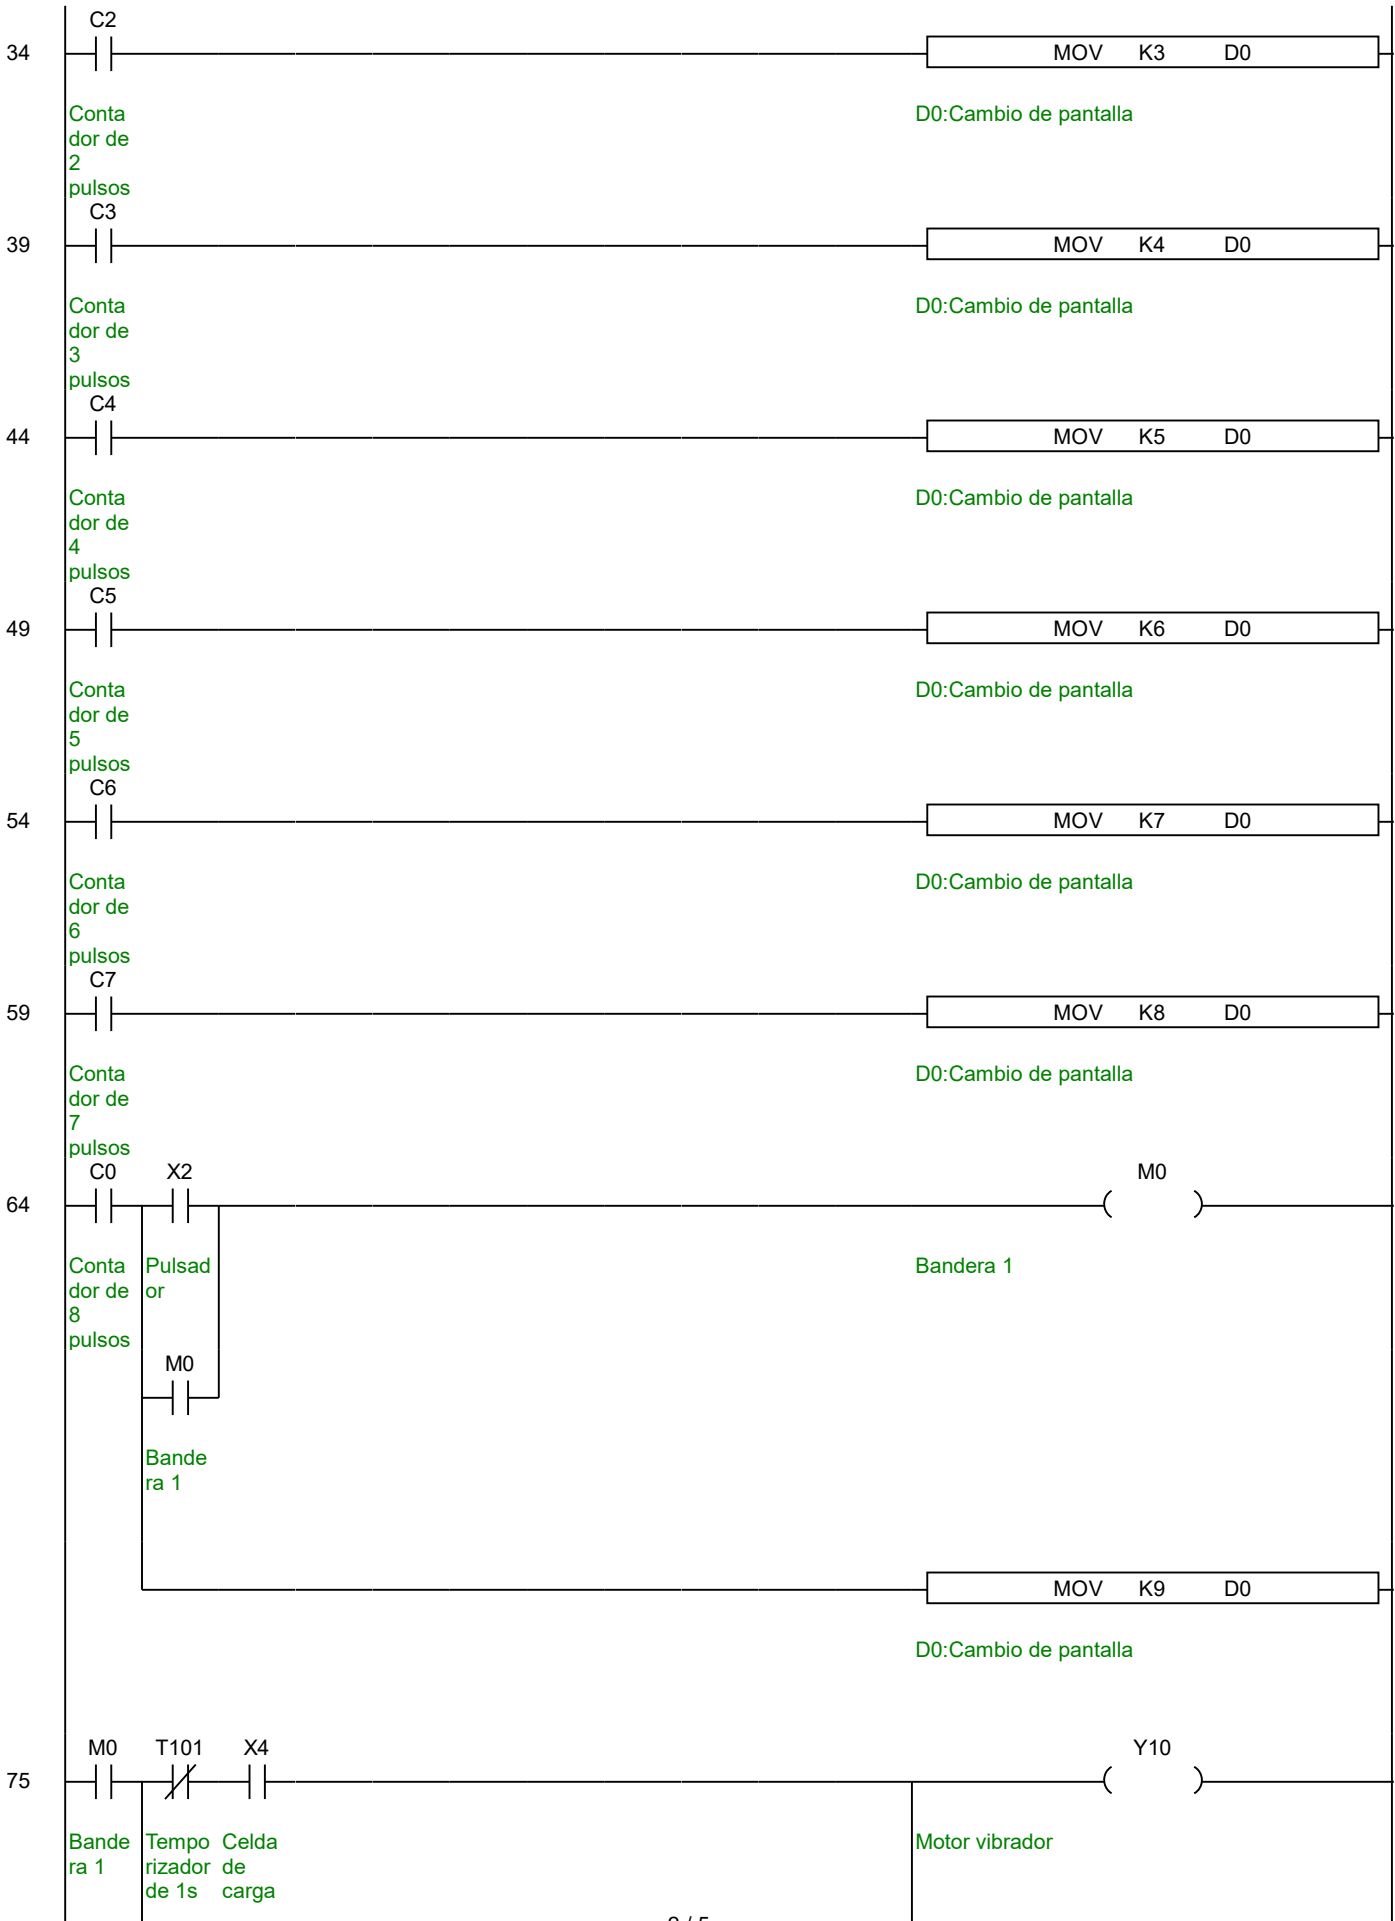 C2
34 MOV K3 D0
Conta
dor de
2
pulsos
D0:Cambio de pantalla
C3
39 MOV K4 D0
Conta
dor de
3
pulsos
D0:Cambio de pantalla
C4
44 MOV K5 D0
Conta
dor de
4
pulsos
D0:Cambio de pantalla
C5
49 MOV K6 D0
Conta
dor de
5
pulsos
D0:Cambio de pantalla
C6
54 MOV K7 D0
Conta
dor de
6
pulsos
D0:Cambio de pantalla
C7
59 MOV K8 D0
Conta
dor de
7
pulsos
D0:Cambio de pantalla
C0 X2 M0
64
Conta
dor de
8
pulsos
Pulsad
or
Bandera 1
M0
Bande
ra 1
MOV K9 D0
D0:Cambio de pantalla
M0 T101 X4 Y10
75
Bande
ra 1
Tempo
rizador
de 1s
Celda
de
carga
Motor vibrador